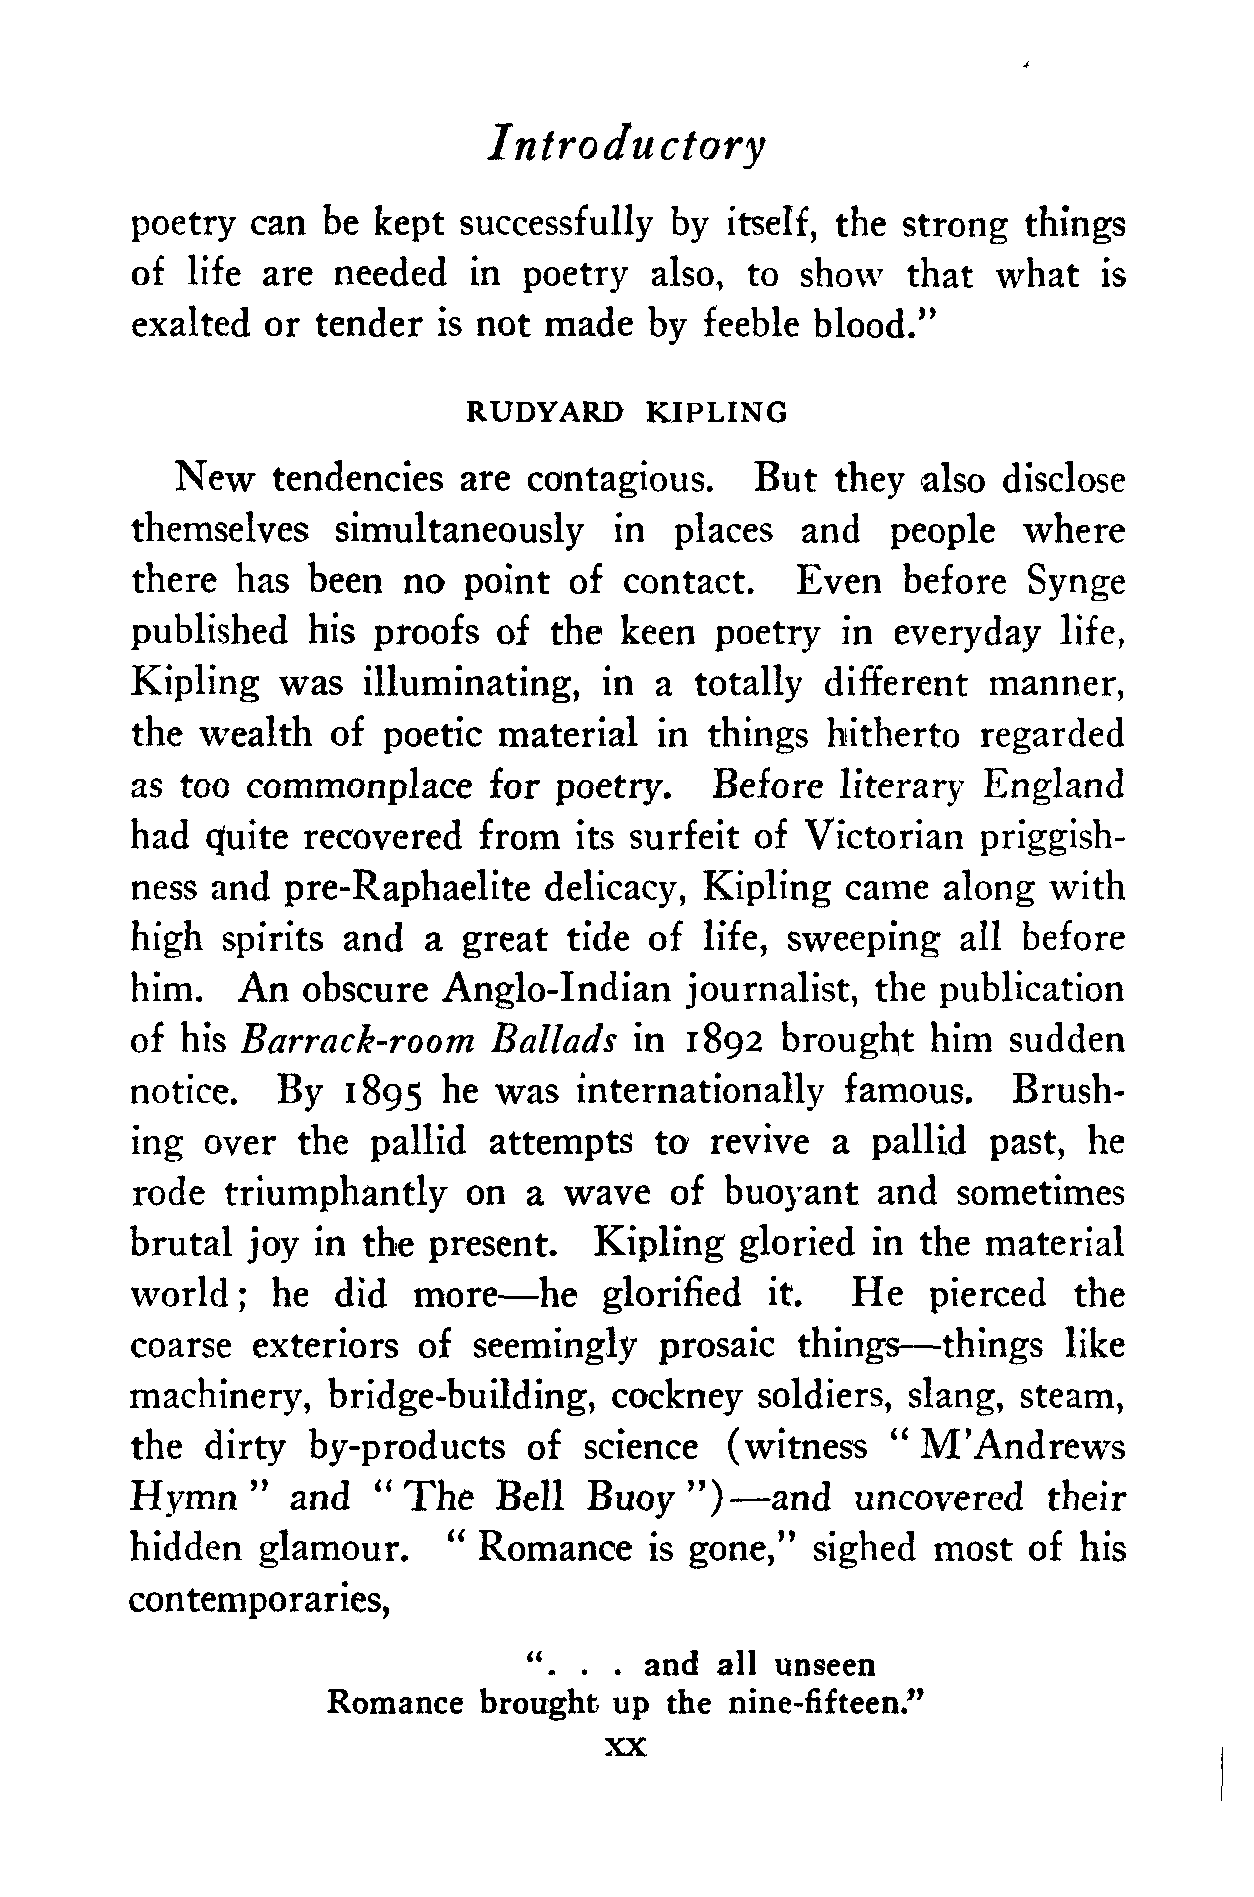 Introductory
poetry can be kept successfully by itself, the strong things
of life are needed in poetry also, to show that what is
exalted or tender is not made by feeble blood."
RUDYARD KIPLING
New tendencies are contagious. But they also disclose
themselves simultaneously in places and people where
there has been no point of contact. Even before Synge
published his proofs of the keen poetry in everyday life,
Kipling was illuminating, in a totally different manner,
the wealth of poetic material in things hitherto regarded
as too commonplace for poetry. Before literary England
had quite recovered from its surfeit of Victorian priggish-
ness and pre-Raphaelite delicacy, Kipling came along with
high spirits and a great tide of life, sweeping all before
him. An obscure Anglo-Indian journalist, the publication
of his Barrack-room Ballads in 1892 brought him sudden
notice. By 1895 he was internationally famous. Brush-
ing over the pallid attempts to revive a pallid past, he
rode triumphantly on a wave of buoyant and sometimes
brutal joy in the present. Kipling gloried in the material
world; he did more—he glorified it. He pierced the
coarse exteriors of seemingly prosaic things—things like
machinery, bridge-building, cockney soldiers, slang, steam,
the dirty by-products of science (witness " M'Andrews
Hymn " and " The Bell Buoy ")—and uncovered their
hidden glamour. " Romance is gone," sighed most of his
contemporaries,
". . . and all unseen
Romance brought up the nine-fifteen."
xx